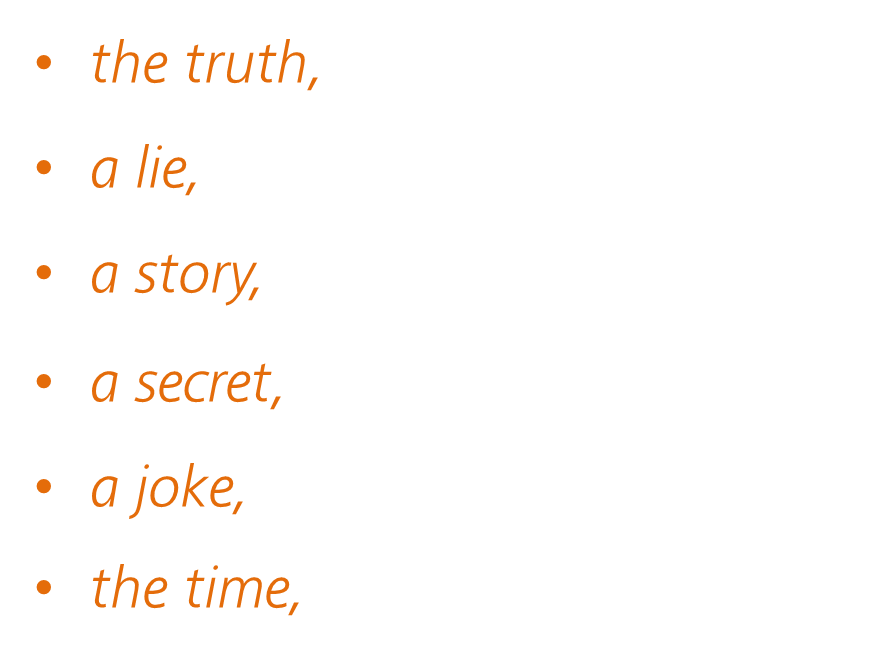 • the truth,
• a lie,
• a story,
• a secret,
• a joke,
• the time,